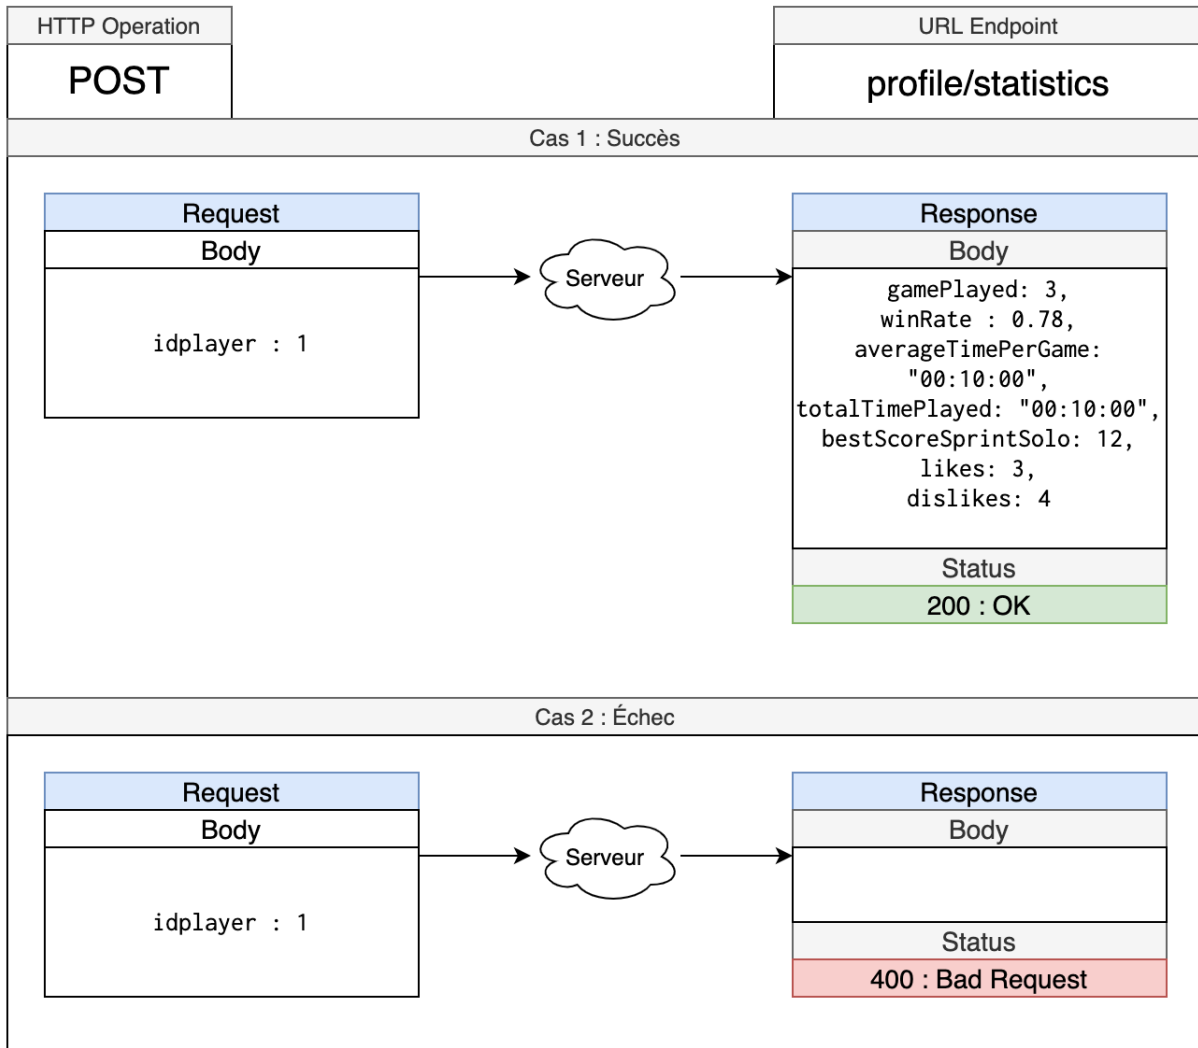 HTTP Operation
URL Endpoint
POST
profile/statistics
Cas 1 : Succès
Request
Body
idplayer : 1
Serveur
Response
Body
gamePlayed: 3,
winRate : 0.78,
averageTimePerGame:
"00:10:00",
totalTimePlayed: "00:10:00",
bestScoreSprintSolo: 12,
likes: 3,
dislikes: 4
Status
200 : OK
Cas 2 : Échec
Request
Body
idplayer : 1
Serveur
Response
Body
Status
400 : Bad Request